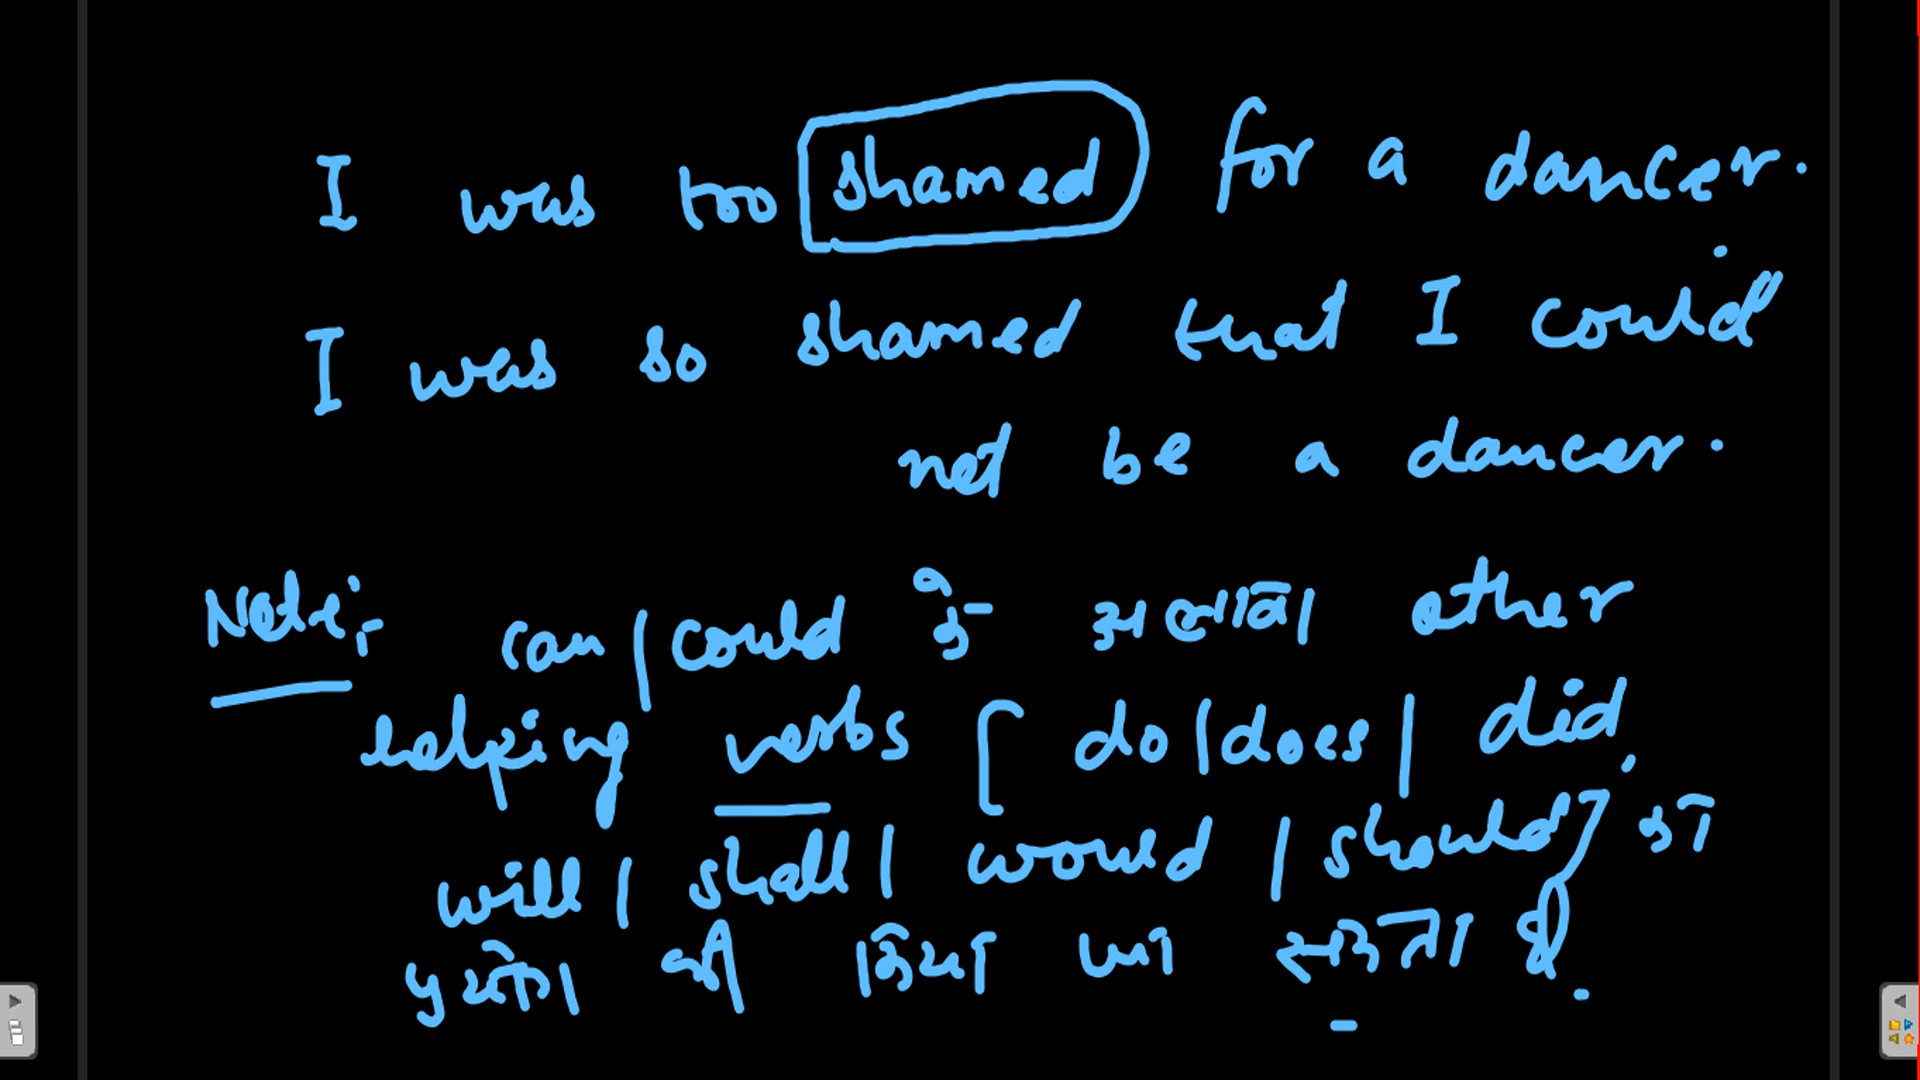 I was too shamed for a dancer.
I was so shamed that I could
not be a dancer.
Note:- can/could के अलावा other
helping verbs [do/does/did,
will/shall/would/should] का
प्रयोग भी किया जा सकता है.